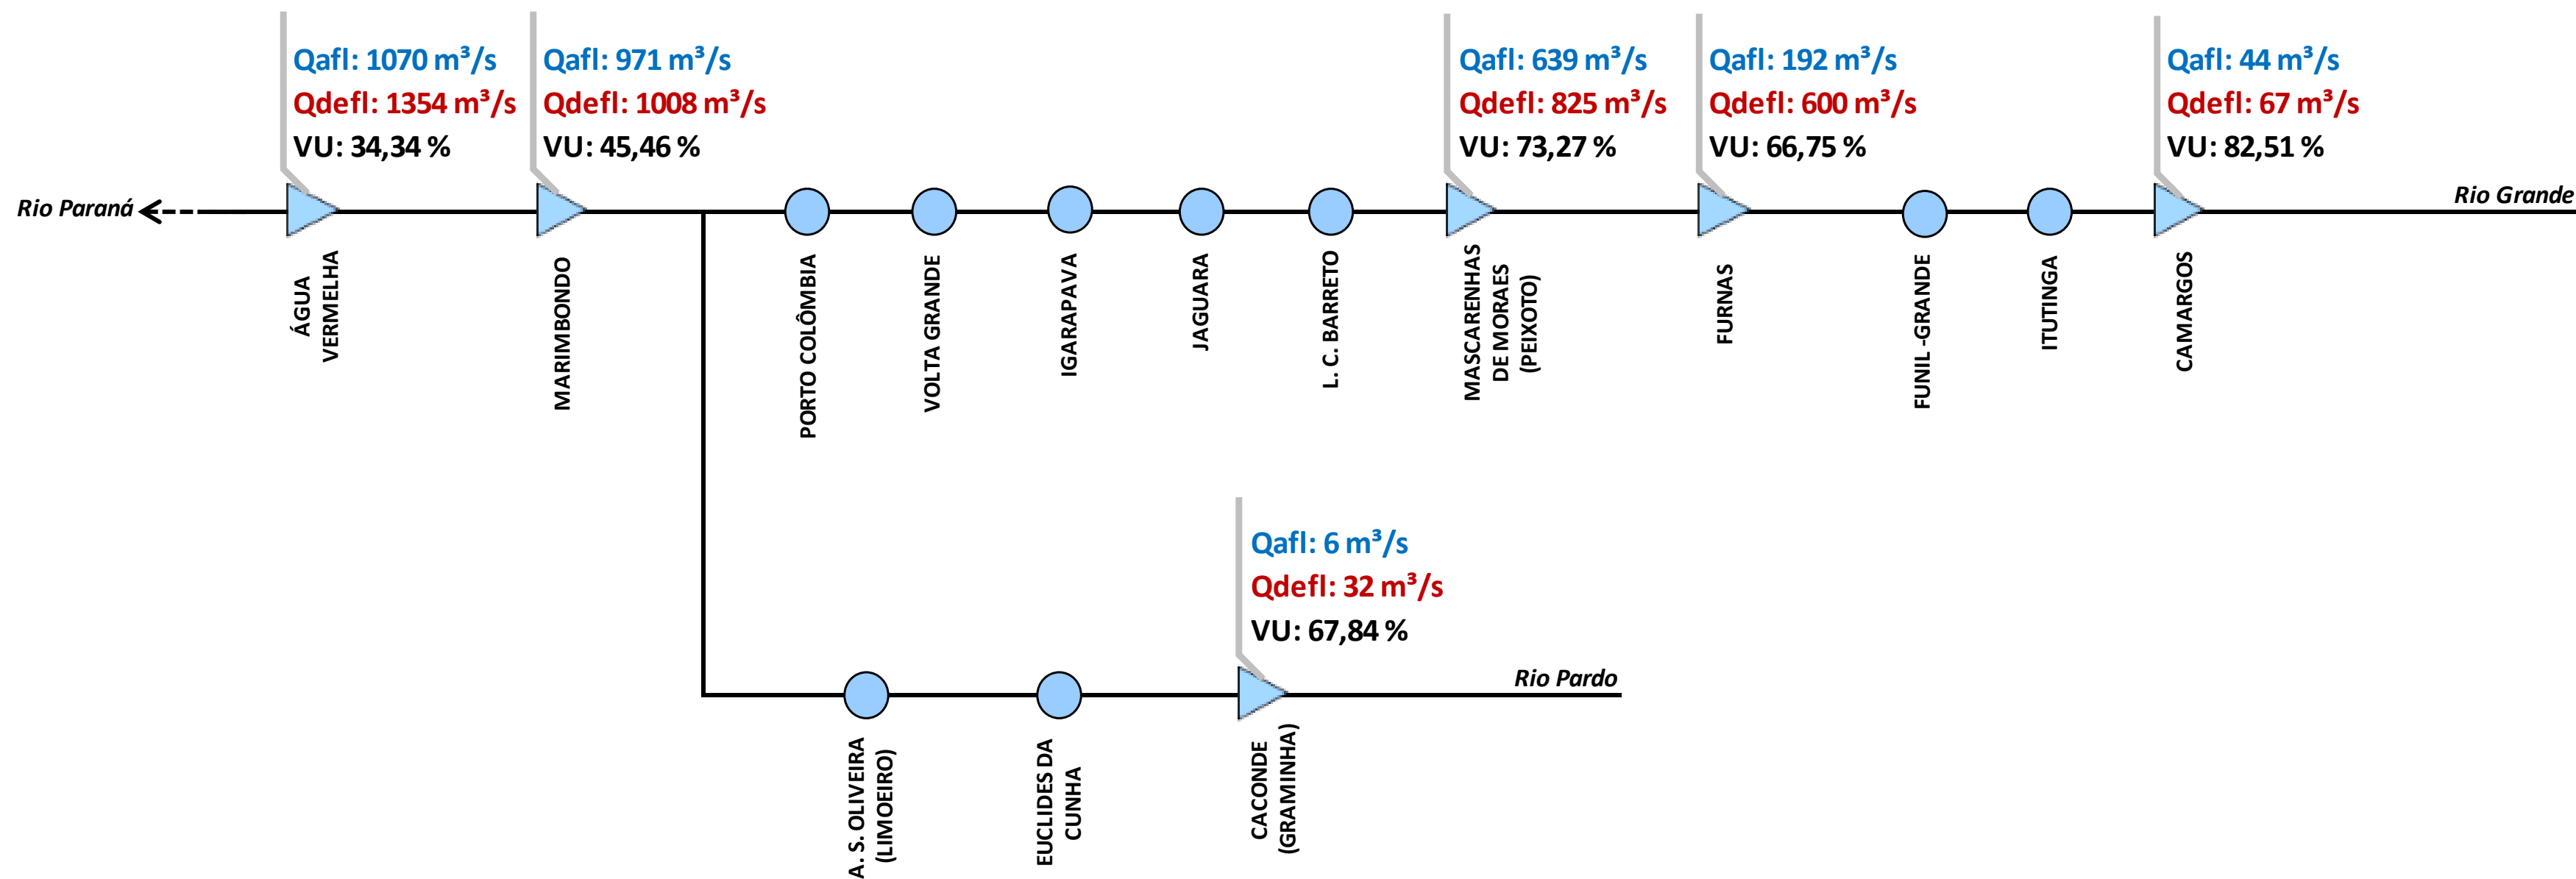 Qafl: 1070 m³/s
Qdefl: 1354 m³/s
VU: 34,34 %
Qafl: 971 m³/s
Qdefl: 1008 m³/s
VU: 45,46 %
Qafl: 639 m³/s
Qdefl: 825 m³/s
VU: 73,27 %
Qafl: 192 m³/s
Qdefl: 600 m³/s
VU: 66,75 %
Qafl: 44 m³/s
Qdefl: 67 m³/s
VU: 82,51 %
Rio Paraná
Rio Grande
ÁGUA
VERMELHA
MARIMBONDO
PORTO COLÔMBIA
VOLTA GRANDE
IGARAPAVA
JAGUARA
L. C. BARRETO
MASCARENHAS
DE MORAES
(PEIXOTO)
FURNAS
FUNIL -GRANDE
ITUTINGA
CAMARGOS
Qafl: 6 m³/s
Qdefl: 32 m³/s
VU: 67,84 %
Rio Pardo
A. S. OLIVEIRA
(LIMOEIRO)
EUCLIDES DA
CUNHA
CACONDE
(GRAMINHA)